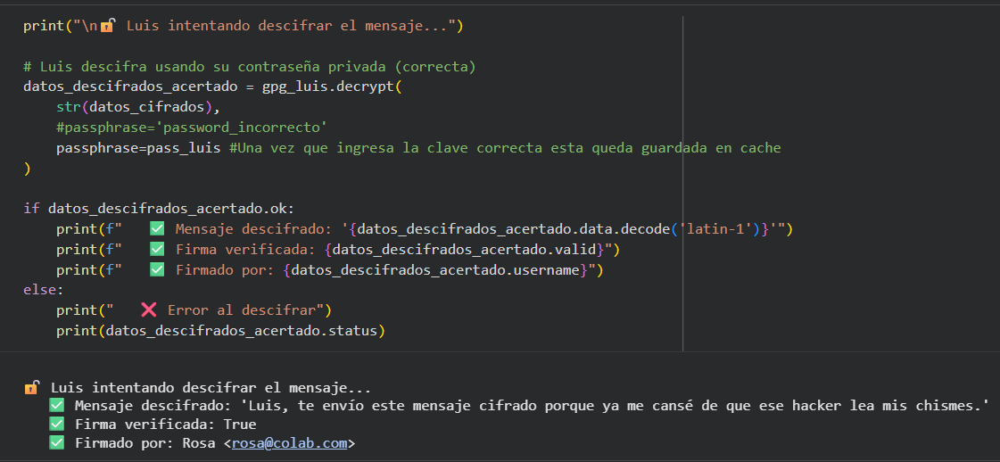 print("\n🔓 Luis intentando descifrar el mensaje...")
# Luis descifra usando su contraseña privada (correcta)
datos_descifrados_acertado = gpg_luis.decrypt(
    str(datos_cifrados),
    #passphrase='password_incorrecto'
    passphrase=pass_luis #Una vez que ingresa la clave correcta esta queda guardada en cache
)
if datos_descifrados_acertado.ok:
    print(f"   ✅ Mensaje descifrado: '{datos_descifrados_acertado.data.decode('latin-1')}'")
    print(f"   ✅ Firma verificada: {datos_descifrados_acertado.valid}")
    print(f"   ✅ Firmado por: {datos_descifrados_acertado.username}")
else:
    print("   ❌ Error al descifrar")
    print(datos_descifrados_acertado.status)
🔓 Luis intentando descifrar el mensaje...
   ✅ Mensaje descifrado: 'Luis, te envío este mensaje cifrado porque ya me cansé de que ese hacker lea mis chismes.'
   ✅ Firma verificada: True
   ✅ Firmado por: Rosa <rosa@colab.com>